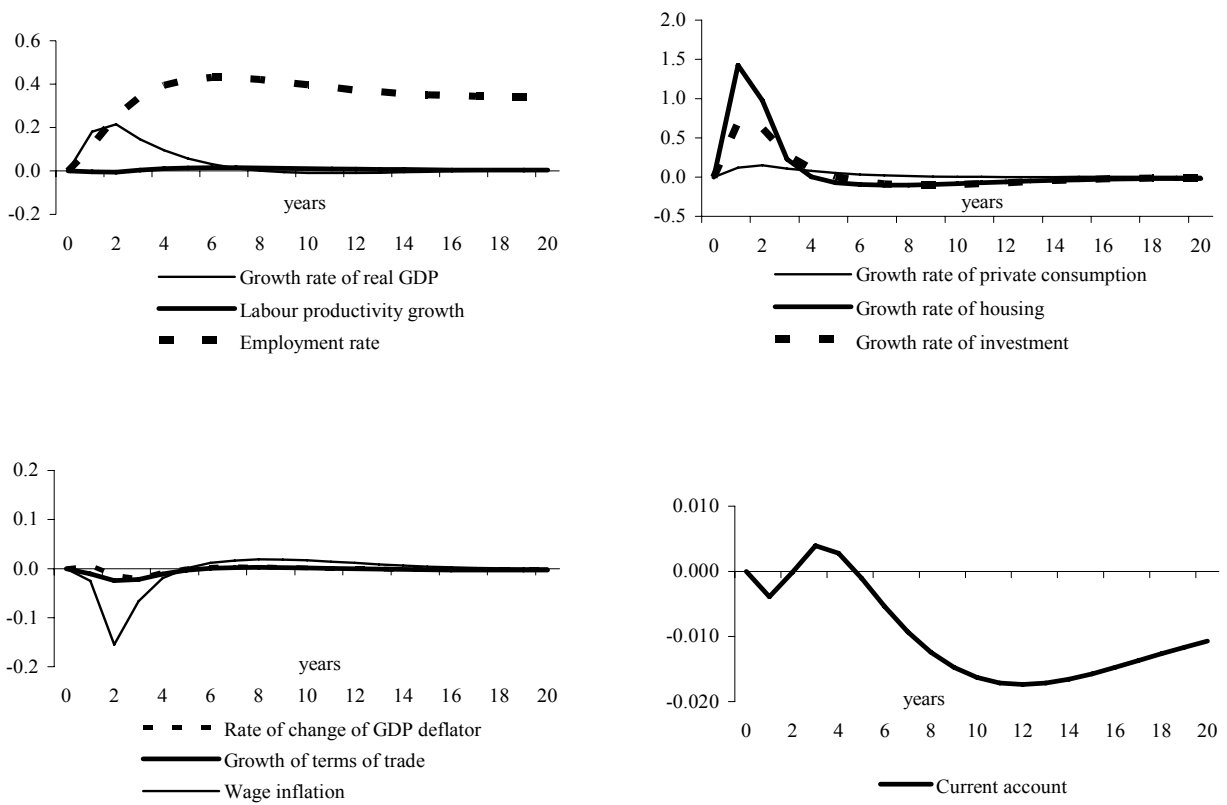 0.6
0.4
0.2
0.0
-0.2
years
0 2 4 6 8 10 12 14 16 18 20
Growth rate of real GDP
Labour productivity growth
Employment rate
2.0
1.5
1.0
0.5
0.0
-0.5
years
0 2 4 6 8 10 12 14 16 18 20
Growth rate of private consumption
Growth rate of housing
Growth rate of investment
0.2
0.1
0.0
-0.1
-0.2
years
0 2 4 6 8 10 12 14 16 18 20
Rate of change of GDP deflator
Growth of terms of trade
Wage inflation
0.010
0.000
-0.010
-0.020
years
0 2 4 6 8 10 12 14 16 18 20
Current account